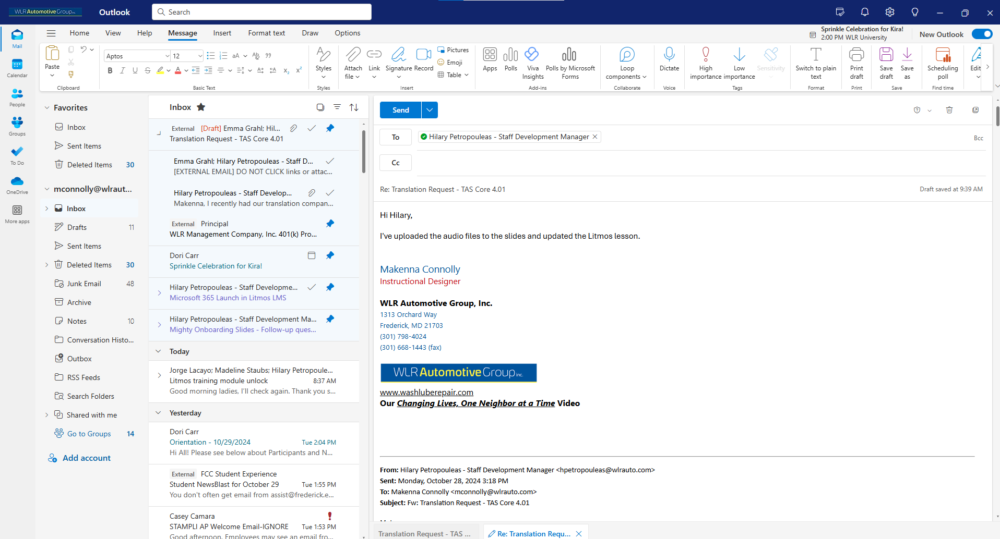 WLR AutomotiveGroup inc.
Outlook
Search
Home
View
Help
Message
Insert
Format text
Draw
Options
Sprinkle Celebration for Kira!
2:00 PM WLR University
New Outlook
Paste
Clipboard
Aptos
12
Basic Text
Styles
Styles
Attach file
Link
Signature
Record
Pictures
Emoji
Table
Insert
Apps
Polls
Viva Insights
Polls by Microsoft Forms
Add-ins
Loop components
Collaborate
Dictate
Voice
High importance
Low importance
Sensitivity
Tags
Switch to plain text
Format
Print draft
Print
Save draft
Save as
Save
Scheduling poll
Find time
Edit
Mail
Calendar
People
Groups
To Do
OneDrive
More apps
Favorites
Inbox
Sent Items
Deleted Items 30
mconnolly@wlraut...
Inbox
Drafts 11
Sent Items
Deleted Items 30
Junk Email 48
Archive
Notes 10
Conversation Histo...
Outbox
RSS Feeds
Search Folders
Shared with me
Go to Groups 14
Add account
Inbox
External [Draft] Emma Grahl; Hil...
Translation Request - TAS Core 4.01
Emma Grahl; Hilary Petropouleas - Staff D...
[EXTERNAL EMAIL] DO NOT CLICK links or attac...
Hilary Petropouleas - Staff Develop...
Makenna, I recently had our translation compan...
External Principal
WLR Management Company, Inc. 401(k) Pro...
Dori Carr
Sprinkle Celebration for Kira!
Hilary Petropouleas - Staff Developme...
Microsoft 365 Launch in Litmos LMS
Hilary Petropouleas - Staff Development Ma...
Mighty Onboarding Slides - Follow-up ques...
Today
Jorge Lacayo; Madeline Staubs; Hilary Petropoule...
Litmos training module unlock 8:37 AM
Good morning ladies, I'll check again. Thank you s...
Yesterday
Dori Carr
Orientation - 10/29/2024 Tue 2:04 PM
Hi All! Please see below about Participants and N...
External FCC Student Experience
Student NewsBlast for October 29 Tue 1:55 PM
You don't often get email from assist@frederick.e...
Casey Camara
STAMPLI AP Welcome Email-IGNORE Tue 1:53 PM
Good afternoon, Employees may see an email fro...
Send
To Hilary Petropouleas - Staff Development Manager
Bcc
Cc
Re: Translation Request - TAS Core 4.01
Draft saved at 9:39 AM
Hi Hilary,
I've uploaded the audio files to the slides and updated the Litmos lesson.
Makenna Connolly
Instructional Designer
WLR Automotive Group, Inc.
1313 Orchard Way
Frederick, MD 21703
(301) 798-4024
(301) 668-1443 (fax)
WLR AutomotiveGroup inc.
www.washluberepair.com
Our Changing Lives, One Neighbor at a Time Video
From: Hilary Petropouleas - Staff Development Manager <hpetropouleas@wlrauto.com>
Sent: Monday, October 28, 2024 3:18 PM
To: Makenna Connolly <mconnolly@wlrauto.com>
Subject: Fw: Translation Request - TAS Core 4.01
Translation Request - TAS ...
Re: Translation Requ...